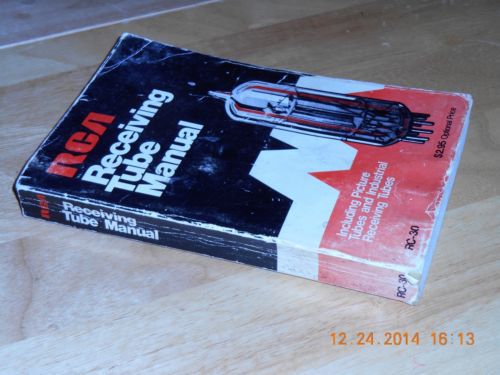 RCA
Receiving
Tube
Manual
Including Picture
Tubes and Industrial
Receiving Tubes
$2.95 Optional Price
RC-30
RCA
Receiving
Tube Manual
RC-30
12.24.2014 16:13